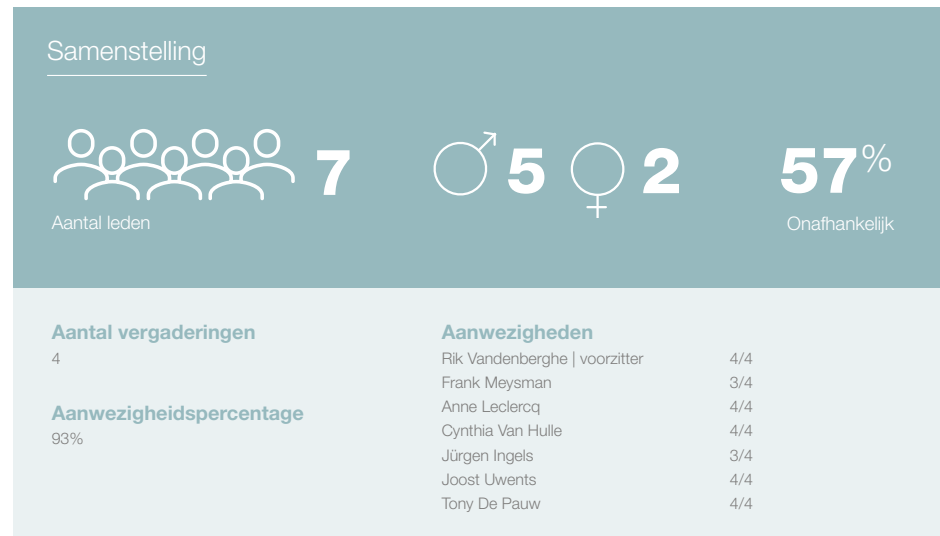 Samenstelling
7
5
2
57%
Aantal leden
Onafhankelijk
Aantal vergaderingen
4
Aanwezigheidspercentage
93%
Aanwezigheden
Rik Vandenberghe | voorzitter 4/4
Frank Meysman 3/4
Anne Leclercq 4/4
Cynthia Van Hulle 4/4
Jürgen Ingels 3/4
Joost Uwents 4/4
Tony De Pauw 4/4